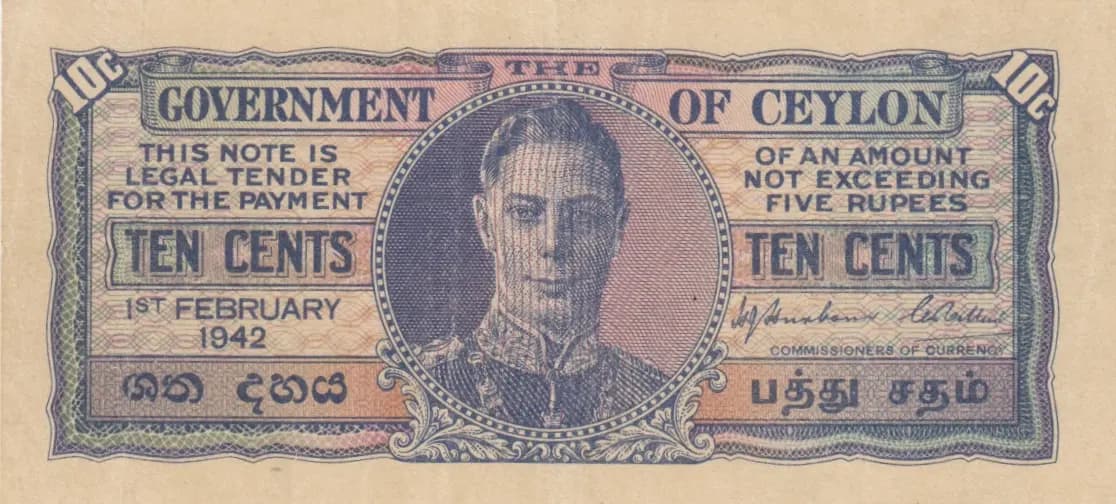 10c
10c
THE
GOVERNMENT OF CEYLON
THIS NOTE IS
LEGAL TENDER
FOR THE PAYMENT
TEN CENTS
1ST FEBRUARY
1942
ශත දහය
OF AN AMOUNT
NOT EXCEEDING
FIVE RUPEES
TEN CENTS
COMMISSIONERS OF CURRENCY
பத்து சதம்